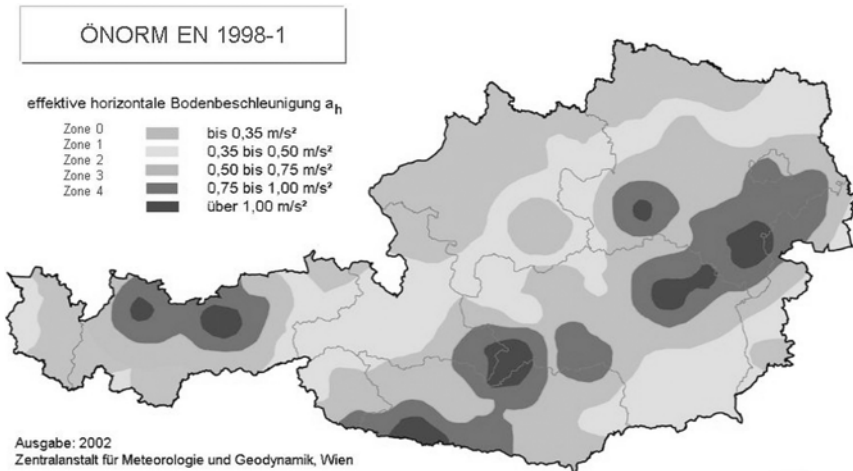 ÖNORM EN 1998-1
effektive horizontale Bodenbeschleunigung ah
Zone 0 bis 0,35 m/s²
Zone 1 0,35 bis 0,50 m/s²
Zone 2 0,50 bis 0,75 m/s²
Zone 3 0,75 bis 1,00 m/s²
Zone 4 über 1,00 m/s²
Ausgabe: 2002
Zentralanstalt für Meteorologie und Geodynamik, Wien